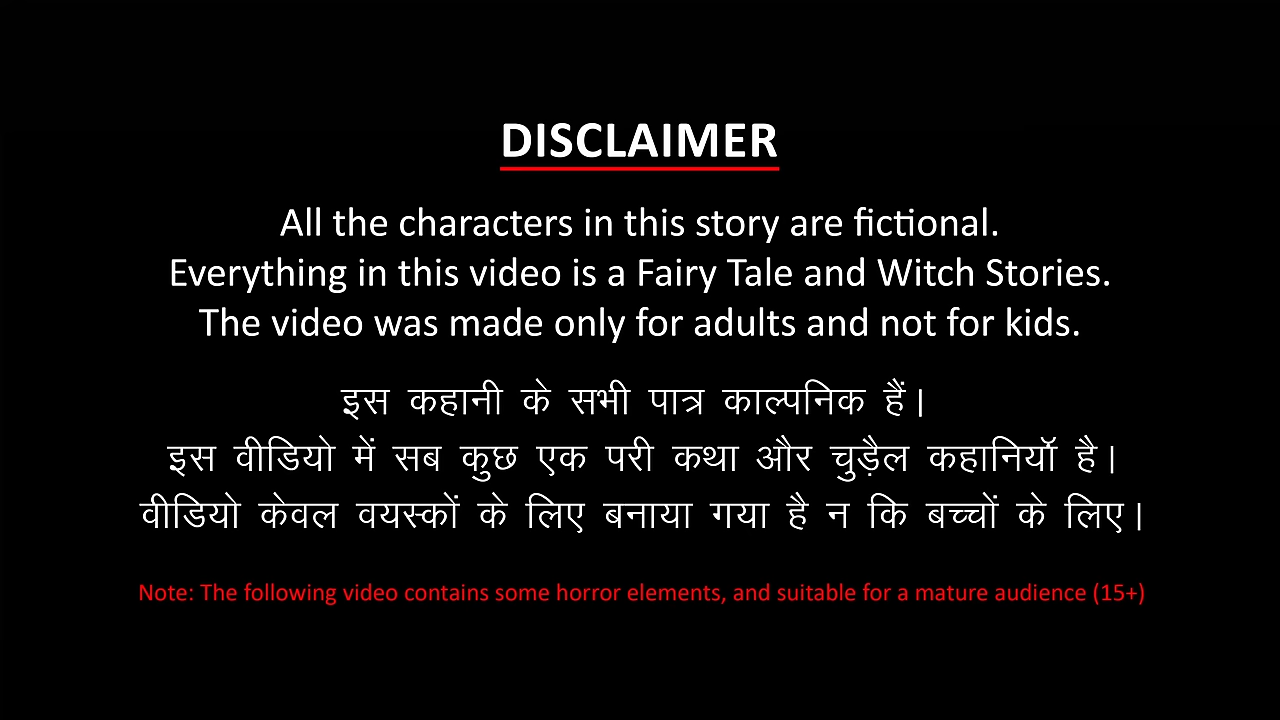 DISCLAIMER
All the characters in this story are fictional.
Everything in this video is a Fairy Tale and Witch Stories.
The video was made only for adults and not for kids.
इस कहानी के सभी पात्र काल्पनिक हैं।
इस वीडियो में सब कुछ एक परी कथा और चुड़ैल कहानियॉ है।
वीडियो केवल वयस्कों के लिए बनाया गया है न कि बच्चों के लिए।
Note: The following video contains some horror elements, and suitable for a mature audience (15+)